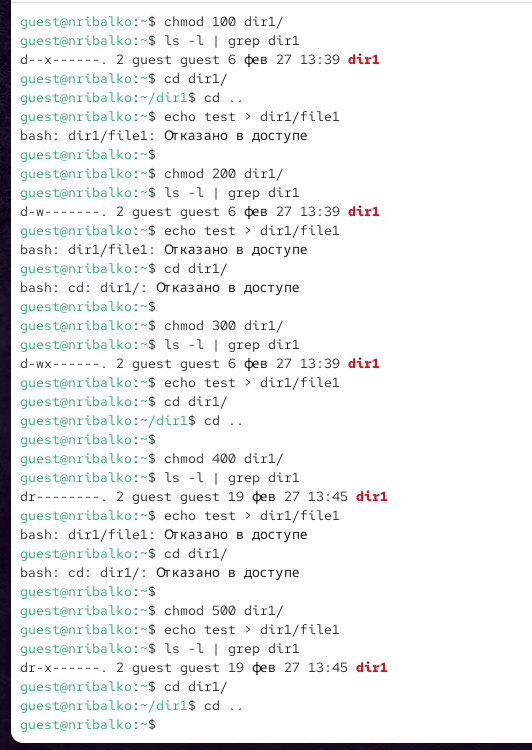 guest@nribalko:~$ chmod 100 dir1/
guest@nribalko:~$ ls -l | grep dir1
d--x------. 2 guest guest 6 фев 27 13:39 dir1
guest@nribalko:~$ cd dir1/
guest@nribalko:~/dir1$ cd ..
guest@nribalko:~$ echo test > dir1/file1
bash: dir1/file1: Отказано в доступе
guest@nribalko:~$
guest@nribalko:~$ chmod 200 dir1/
guest@nribalko:~$ ls -l | grep dir1
d-w-------. 2 guest guest 6 фев 27 13:39 dir1
guest@nribalko:~$ echo test > dir1/file1
bash: dir1/file1: Отказано в доступе
guest@nribalko:~$ cd dir1/
bash: cd: dir1/: Отказано в доступе
guest@nribalko:~$
guest@nribalko:~$ chmod 300 dir1/
guest@nribalko:~$ ls -l | grep dir1
d-wx------. 2 guest guest 6 фев 27 13:39 dir1
guest@nribalko:~$ echo test > dir1/file1
guest@nribalko:~$ cd dir1/
guest@nribalko:~/dir1$ cd ..
guest@nribalko:~$
guest@nribalko:~$ chmod 400 dir1/
guest@nribalko:~$ ls -l | grep dir1
dr--------. 2 guest guest 19 фев 27 13:45 dir1
guest@nribalko:~$ echo test > dir1/file1
bash: dir1/file1: Отказано в доступе
guest@nribalko:~$ cd dir1/
bash: cd: dir1/: Отказано в доступе
guest@nribalko:~$
guest@nribalko:~$ chmod 500 dir1/
guest@nribalko:~$ echo test > dir1/file1
guest@nribalko:~$ ls -l | grep dir1
dr-x------. 2 guest guest 19 фев 27 13:45 dir1
guest@nribalko:~$ cd dir1/
guest@nribalko:~/dir1$ cd ..
guest@nribalko:~$